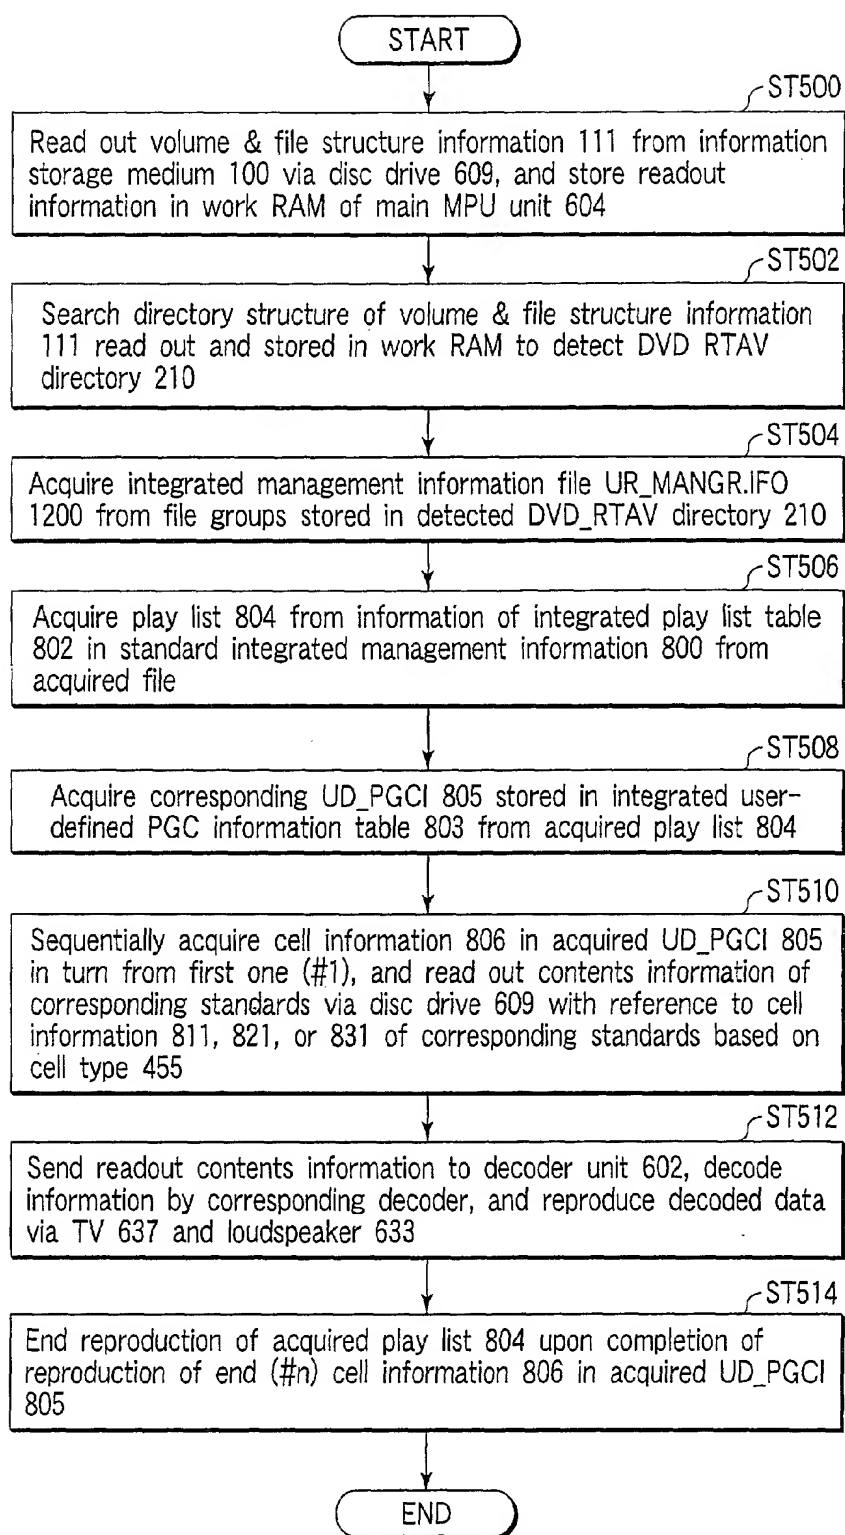 START
ST500
Read out volume & file structure information 111 from information
storage medium 100 via disc drive 609, and store readout
information in work RAM of main MPU unit 604
ST502
Search directory structure of volume & file structure information
111 read out and stored in work RAM to detect DVD RTAV
directory 210
ST504
Acquire integrated management information file UR_MANGR.IFO
1200 from file groups stored in detected DVD_RTAV directory 210
ST506
Acquire play list 804 from information of integrated play list table
802 in standard integrated management information 800 from
acquired file
ST508
Acquire corresponding UD_PGCI 805 stored in integrated user-
defined PGC information table 803 from acquired play list 804
ST510
Sequentially acquire cell information 806 in acquired UD_PGCI 805
in turn from first one (#1), and read out contents information of
corresponding standards via disc drive 609 with reference to cell
information 811, 821, or 831 of corresponding standards based on
cell type 455
ST512
Send readout contents information to decoder unit 602, decode
information by corresponding decoder, and reproduce decoded data
via TV 637 and loudspeaker 633
ST514
End reproduction of acquired play list 804 upon completion of
reproduction of end (#n) cell information 806 in acquired UD_PGCI
805
END